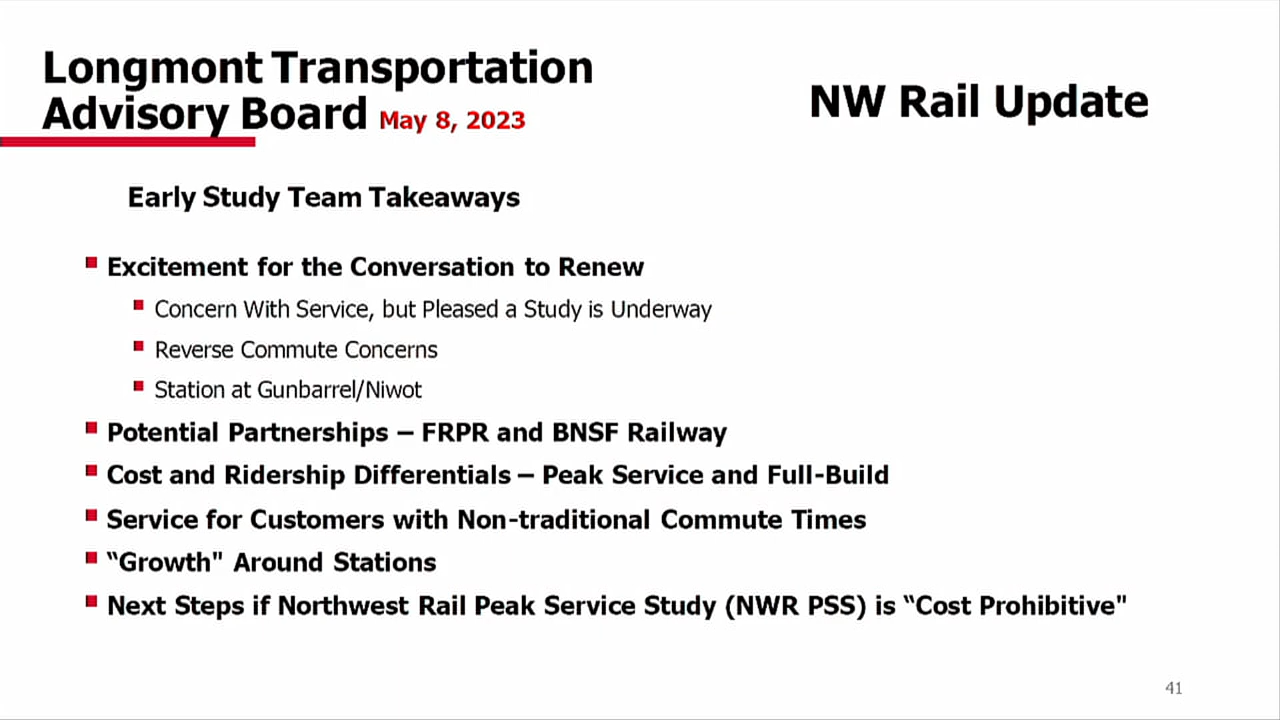 Longmont Transportation
Advisory Board May 8, 2023
NW Rail Update
Early Study Team Takeaways
Excitement for the Conversation to Renew
Concern With Service, but Pleased a Study is Underway
Reverse Commute Concerns
Station at Gunbarrel/Niwot
Potential Partnerships – FRPR and BNSF Railway
Cost and Ridership Differentials – Peak Service and Full-Build
Service for Customers with Non-traditional Commute Times
“Growth" Around Stations
Next Steps if Northwest Rail Peak Service Study (NWR PSS) is “Cost Prohibitive"
41